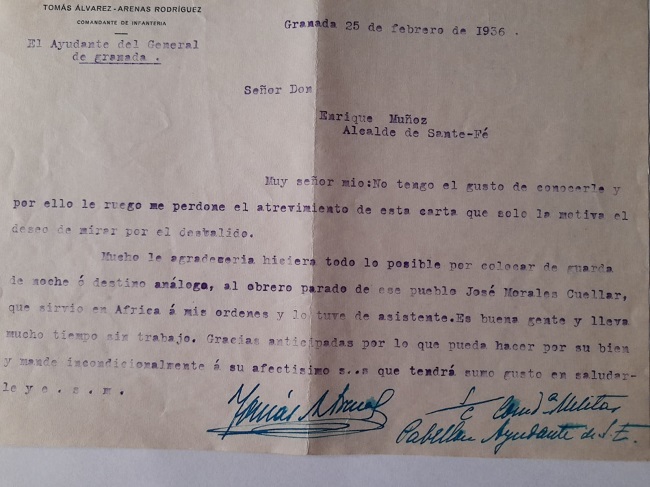 TOMÁS ÁLVAREZ-ARENAS RODRÍGUEZ
COMANDANTE DE INFANTERIA
Granada 25 de febrero de 1936 .
El Ayudante del General
de granada .
Señor Don
Enrique Muñoz
Alcalde de Sante-Fé
Muy señor mio:No tengo el gusto de conocerle y
por ello le ruego me perdone el atrevimiento de esta carta que solo la motiva el
deseo de mirar por el desbalido.
Mucho le agradeceria hiciera todo lo posible por colocar de guarda
de noche ó destino análogo, al obrero parado de ese pueblo José Morales Cuellar,
que sirvio en Africa á mis ordenes y lo tuve de asistente.Es buena gente y lleva
mucho tiempo sin trabajo. Gracias anticipadas por lo que pueda hacer por su bien
y mande incondicionalmente á su afectisimo s..s que tendrá sumo gusto en saludar-
le y e . s . m .
Tomás A. Arenas
S/C Comdª Militar
Pabellon Ayudante de S.E.